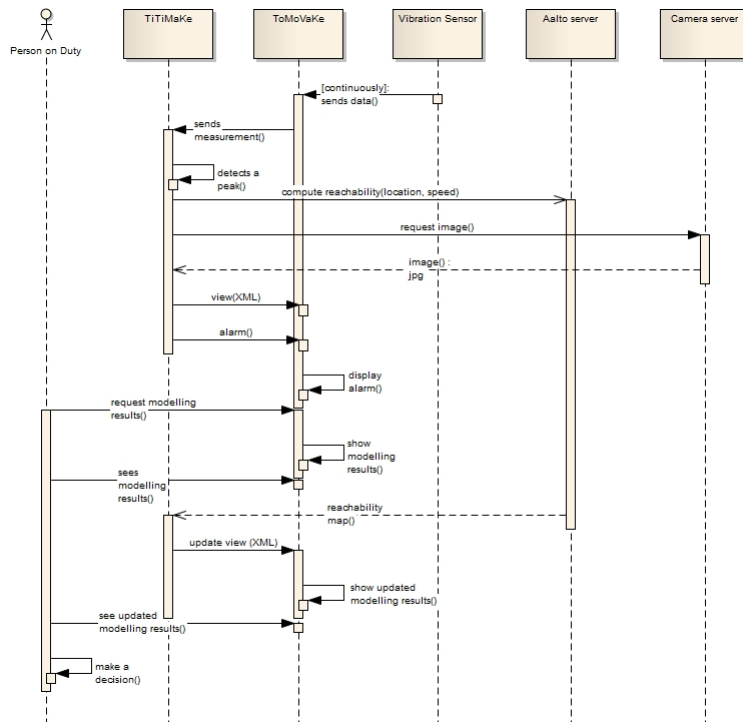 TiTiMaKe
ToMoVaKe
Vibration Sensor
Aalto server
Camera server
Person on Duty
[continuously]:
sends data()
sends
measurement()
detects a
peak()
compute reachability(location, speed)
request image()
image() :
jpg
view(XML)
alarm()
display
alarm()
request modelling
results()
show
modelling
results()
sees
modelling
results()
reachability
map()
update view (XML)
show updated
modelling results()
see updated
modelling results()
make a
decision()